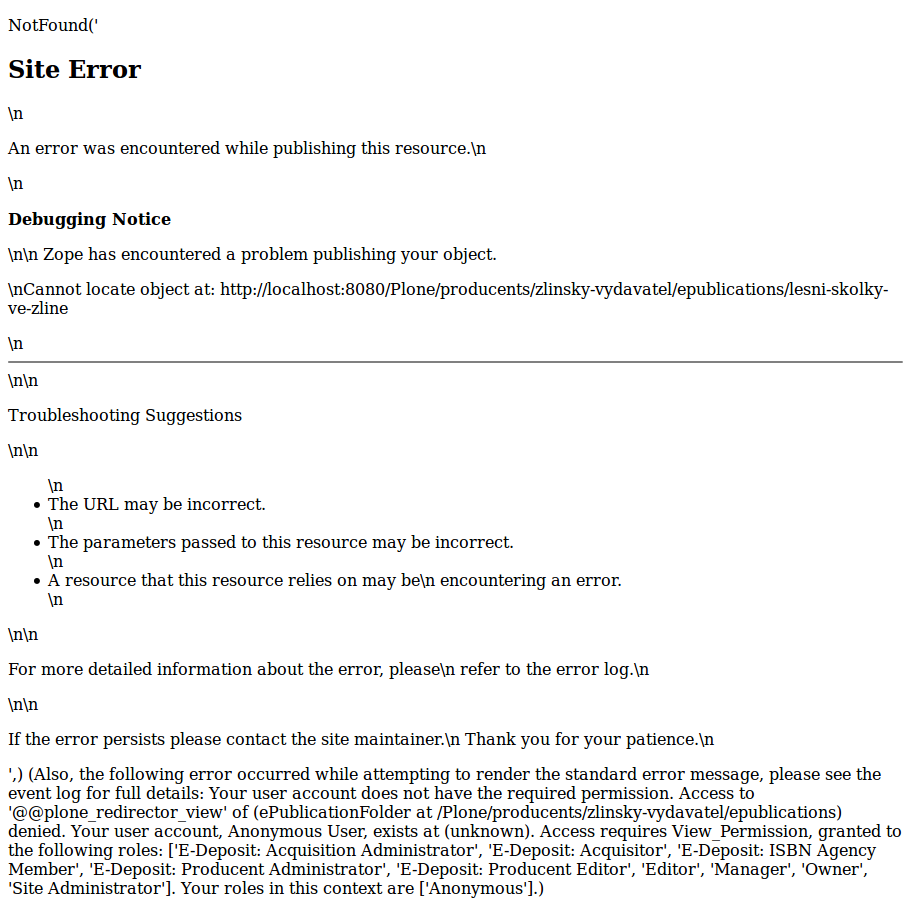 NotFound('
Site Error
\n
An error was encountered while publishing this resource.\n
\n
Debugging Notice
\n\n Zope has encountered a problem publishing your object.
\nCannot locate object at: http://localhost:8080/Plone/producents/zlinsky-vydavatel/epublications/lesni-skolky-
ve-zline
\n
\n\n
Troubleshooting Suggestions
\n\n
\n
• The URL may be incorrect.
\n
• The parameters passed to this resource may be incorrect.
\n
• A resource that this resource relies on may be\n encountering an error.
\n
\n\n
For more detailed information about the error, please\n refer to the error log.\n
\n\n
If the error persists please contact the site maintainer.\n Thank you for your patience.\n
',) (Also, the following error occurred while attempting to render the standard error message, please see the
event log for full details: Your user account does not have the required permission. Access to
'@@plone_redirector_view' of (ePublicationFolder at /Plone/producents/zlinsky-vydavatel/epublications)
denied. Your user account, Anonymous User, exists at (unknown). Access requires View_Permission, granted to
the following roles: ['E-Deposit: Acquisition Administrator', 'E-Deposit: Acquisitor', 'E-Deposit: ISBN Agency
Member', 'E-Deposit: Producent Administrator', 'E-Deposit: Producent Editor', 'Editor', 'Manager', 'Owner',
'Site Administrator']. Your roles in this context are ['Anonymous'].)